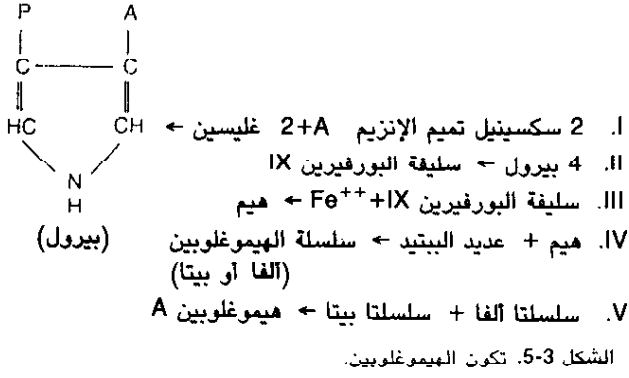 P A
C C
HC CH
N
H
(بيرول)
I. 2 سكسينيل تميم الإنزيم A+2 غليسين ←
II. 4 بيرول ← سليفة البورفيرين IX
III. سليفة البورفيرين IX+Fe++ ← هيم
IV. هيم + عديد الببتيد ← سلسلة الهيموغلوبين
(ألفا أو بيتا)
V. سلسلتا ألفا + سلسلتا بيتا ← هيموغلوبين A
الشكل 3-5. تكون الهيموغلوبين.